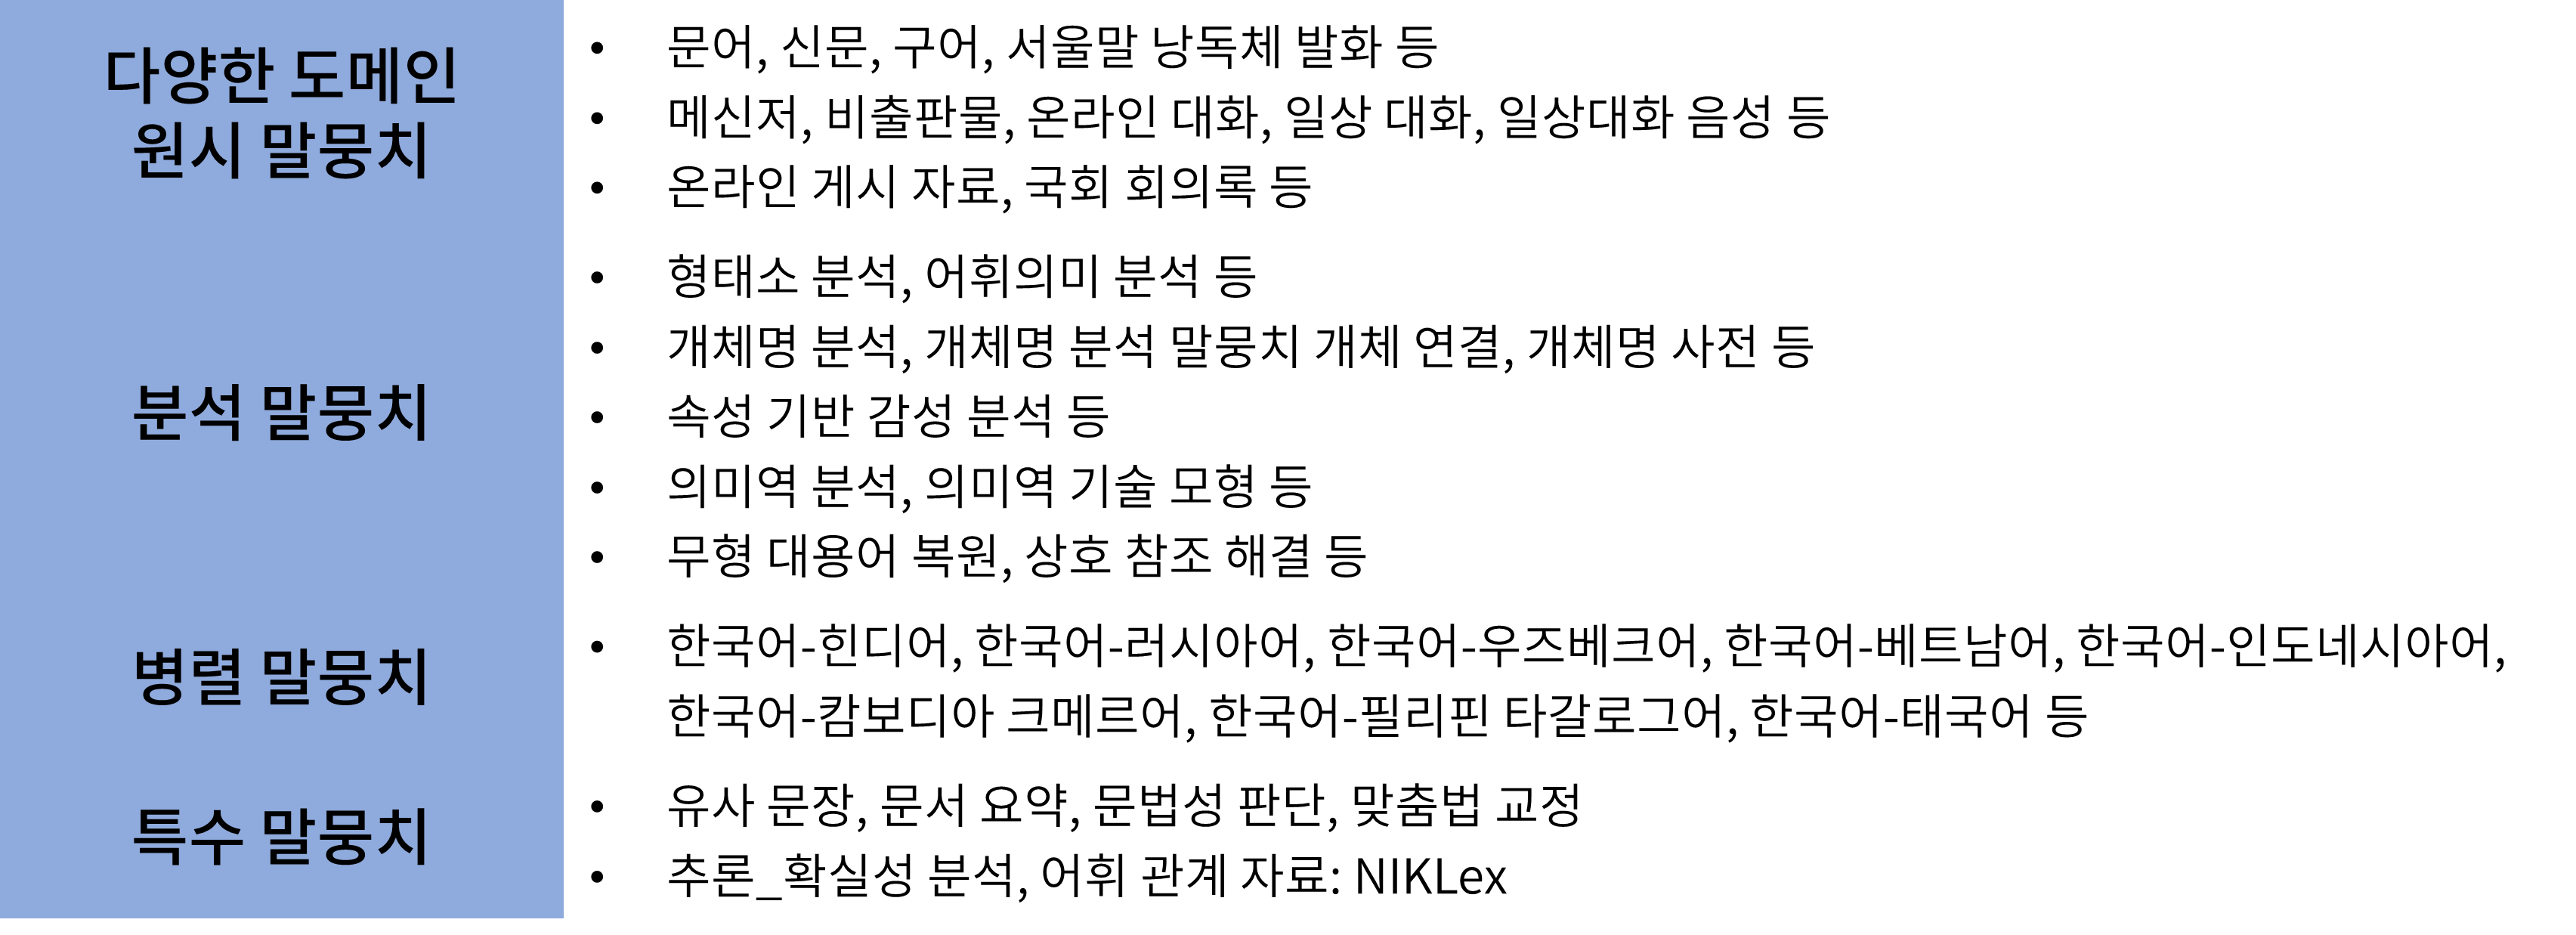 다양한 도메인
원시 말뭉치
• 문어, 신문, 구어, 서울말 낭독체 발화 등
• 메신저, 비출판물, 온라인 대화, 일상 대화, 일상대화 음성 등
• 온라인 게시 자료, 국회 회의록 등
분석 말뭉치
• 형태소 분석, 어휘의미 분석 등
• 개체명 분석, 개체명 분석 말뭉치 개체 연결, 개체명 사전 등
• 속성 기반 감성 분석 등
• 의미역 분석, 의미역 기술 모형 등
• 무형 대용어 복원, 상호 참조 해결 등
병렬 말뭉치
• 한국어-힌디어, 한국어-러시아어, 한국어-우즈베크어, 한국어-베트남어, 한국어-인도네시아어,
한국어-캄보디아 크메르어, 한국어-필리핀 타갈로그어, 한국어-태국어 등
특수 말뭉치
• 유사 문장, 문서 요약, 문법성 판단, 맞춤법 교정
• 추론_확실성 분석, 어휘 관계 자료: NIKLex